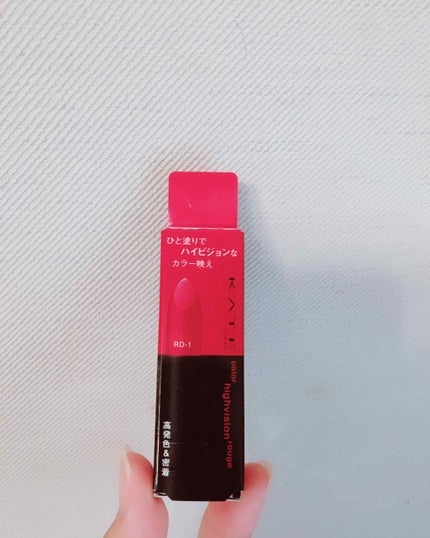 ひと塗りで
ハイビジョンな
カラー映え
KATE
RD-1
color
highvision rouge
高発色&密着